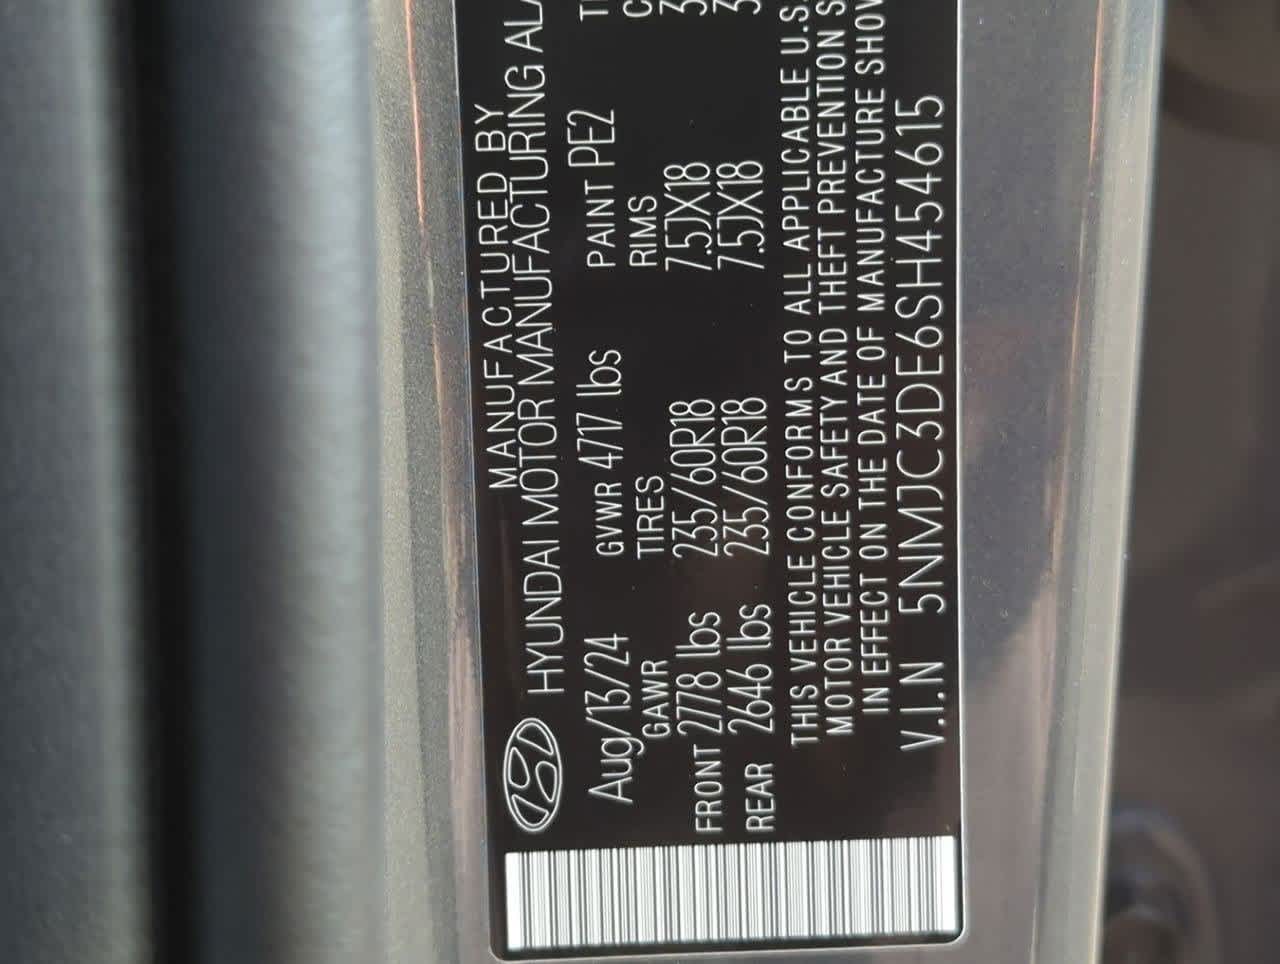 MANUFACTURED BY
HYUNDAI MOTOR MANUFACTURING
Aug/13/24 GVWR 4717 lbs PAINT PE2
GAWR TIRES RIMS
FRONT 2778 lbs 235/60R18 7.5JX18
REAR 2646 lbs 235/60R18 7.5JX18
THIS VEHICLE CONFORMS TO ALL APPLICABLE U.S.
MOTOR VEHICLE SAFETY AND THEFT PREVENTION
IN EFFECT ON THE DATE OF MANUFACTURE
V.I.N 5NMJC3DE6SH454615